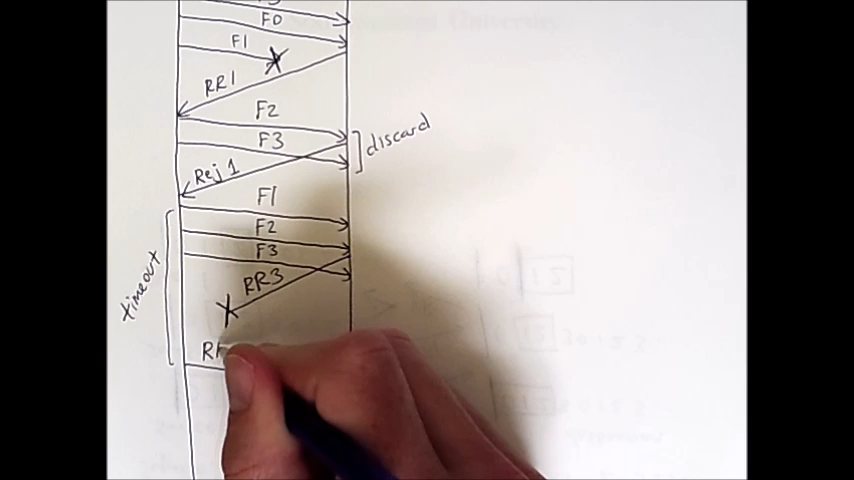 F0
F1
RR1
F2
discard
F3
Rej 1
F1
F2
F3
RR3
timeout